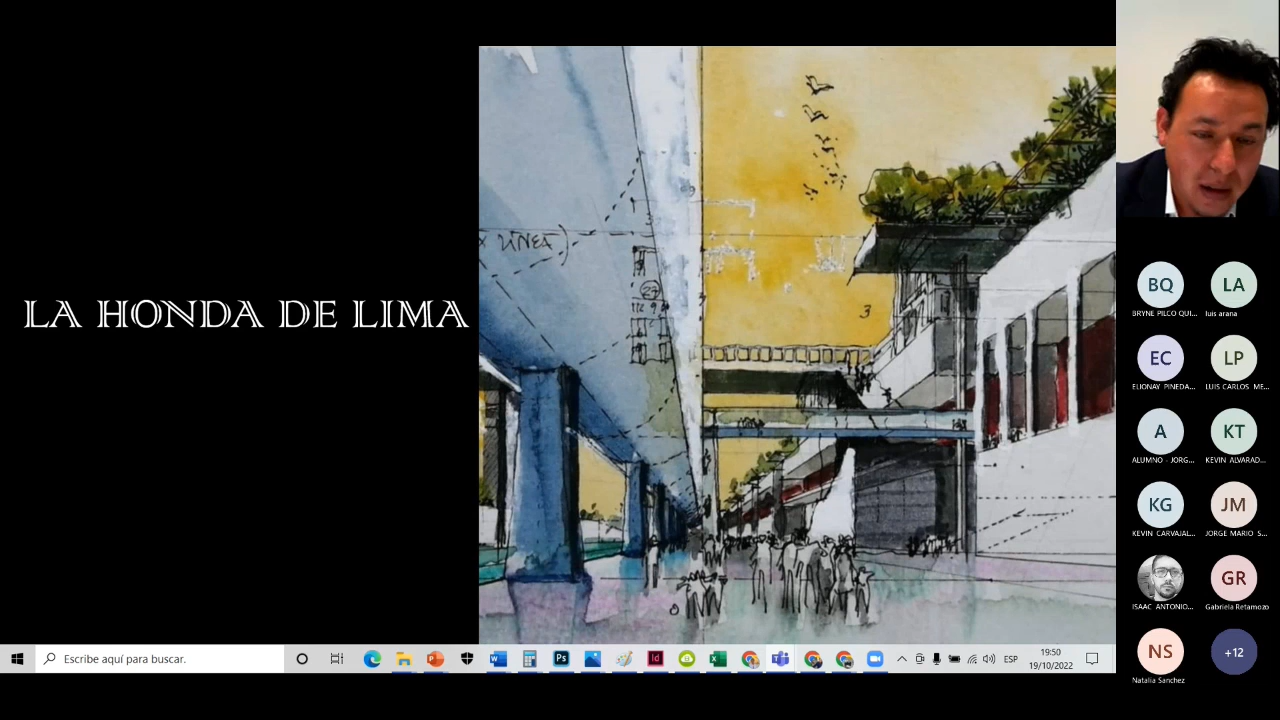 LA HONDA DE LIMA
LINEA)
3
Escribe aquí para buscar.
ESP
19:50
19/10/2022
BQ
LA
BRYNE PILCO QUI...
luis arana
EC
LP
ELIONAY PINEDA...
LUIS CARLOS ME...
A
KT
ALUMNO - JORG...
KEVIN ALVARAD...
KG
JM
KEVIN CARVAJAL...
JORGE MARIO S...
GR
ISAAC ANTONIO...
Gabriela Retamozo
NS
+12
Natalia Sanchez